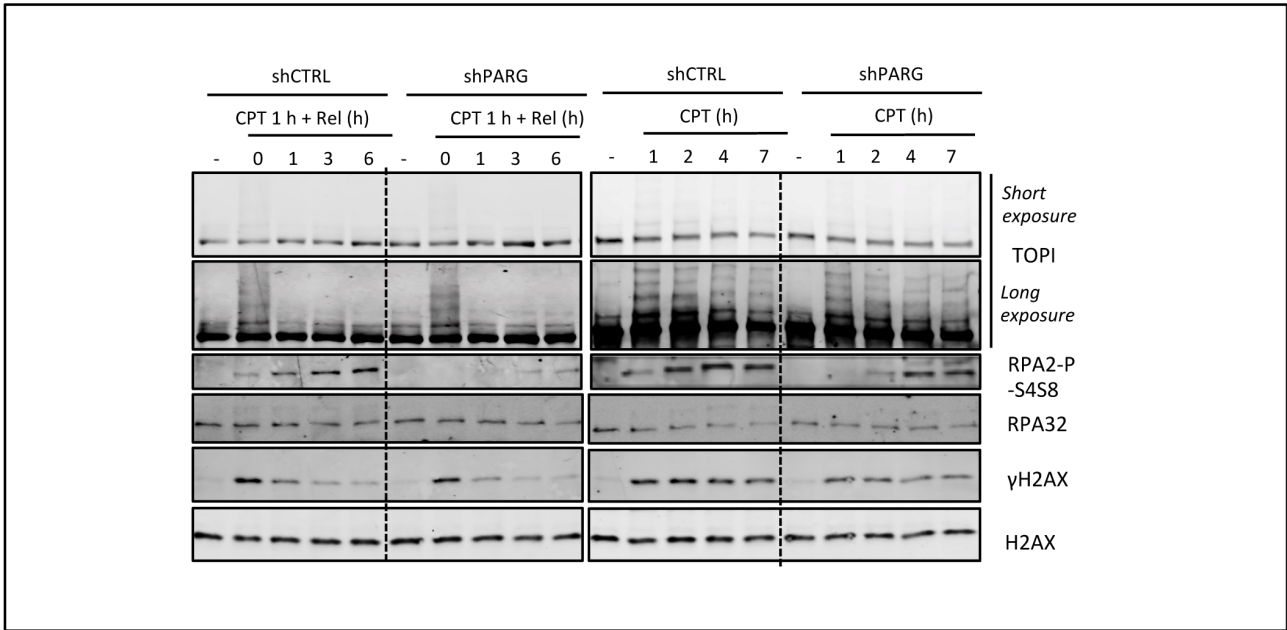 shCTRL shPARG shCTRL shPARG
CPT 1 h + Rel (h) CPT 1 h + Rel (h) CPT (h) CPT (h)
- 0 1 3 6 - 0 1 3 6 - 1 2 4 7 - 1 2 4 7
Short
exposure
TOPI
Long
exposure
RPA2-P
-S4S8
RPA32
γH2AX
H2AX